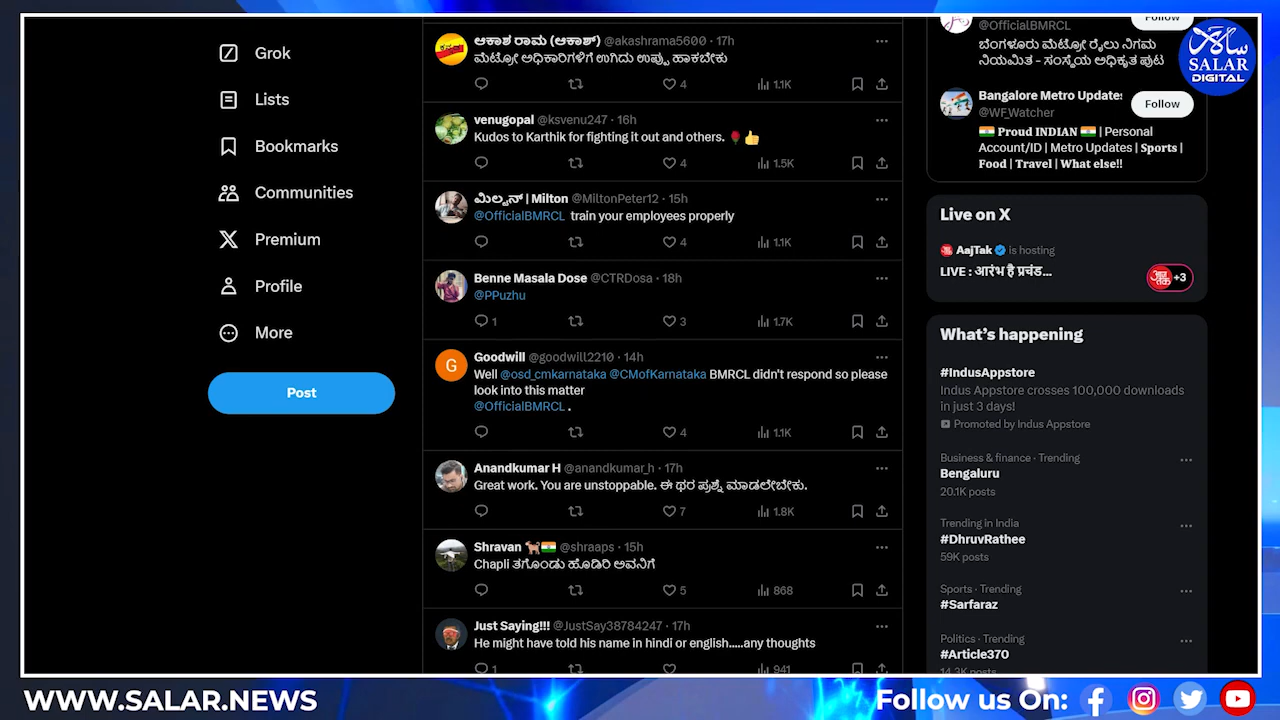 Grok
Lists
Bookmarks
Communities
Premium
Profile
More
Post
ಆಕಾಶ ರಾಮ (ಆಕಾಶ್) @akashrama5600 · 17h
ಮೆಟ್ರೋ ಅಧಿಕಾರಿಗಳಿಗೆ ಉಗಿದು ಉಪ್ಪು ಹಾಕಬೇಕು
4 1.1K
venugopal @ksvenu247 · 16h
Kudos to Karthik for fighting it out and others. 🌹👍
4 1.5K
ಮಿಲ್ಟನ್ | Milton @MiltonPeter12 · 15h
@OfficialBMRCL train your employees properly
4 1.1K
Benne Masala Dose @CTRDosa · 18h
@PPuzhu
1 3 1.7K
G
Goodwill @goodwill2210 · 14h
Well @osd_cmkarnataka @CMofKarnataka BMRCL didn't respond so please
look into this matter
@OfficialBMRCL .
4 1.1K
Anandkumar H @anandkumar_h · 17h
Great work. You are unstoppable. ಈ ಥರ ಪ್ರಶ್ನೆ ಮಾಡಲೇಬೇಕು.
7 1.8K
Shravan 🐕🇮🇳 @shraaps · 15h
Chapli ತಗೊಂಡು ಹೊಡಿರಿ ಅವನಿಗೆ
5 868
Just Saying!!! @JustSay38784247 · 17h
He might have told his name in hindi or english.....any thoughts
1 941
Follow
@OfficialBMRCL
ಬೆಂಗಳೂರು ಮೆಟ್ರೋ ರೈಲು ನಿಗಮ
ನಿಯಮಿತ - ಸಂಸ್ಥೆಯ ಅಧಿಕೃತ ಪುಟ
Bangalore Metro Updates
Follow
@WF_Watcher
🇮🇳 Proud INDIAN 🇮🇳 | Personal
Account/ID | Metro Updates | Sports |
Food | Travel | What else!!
Live on X
AajTak is hosting
LIVE : आरंभ है प्रचंड...
आज तक
+3
What's happening
#IndusAppstore
Indus Appstore crosses 100,000 downloads
in just 3 days!
Promoted by Indus Appstore
Business & finance · Trending
Bengaluru
20.1K posts
Trending in India
#DhruvRathee
59K posts
Sports · Trending
#Sarfaraz
Politics · Trending
#Article370
14.3K posts
سالار
SALAR
DIGITAL
WWW.SALAR.NEWS
Follow us On: